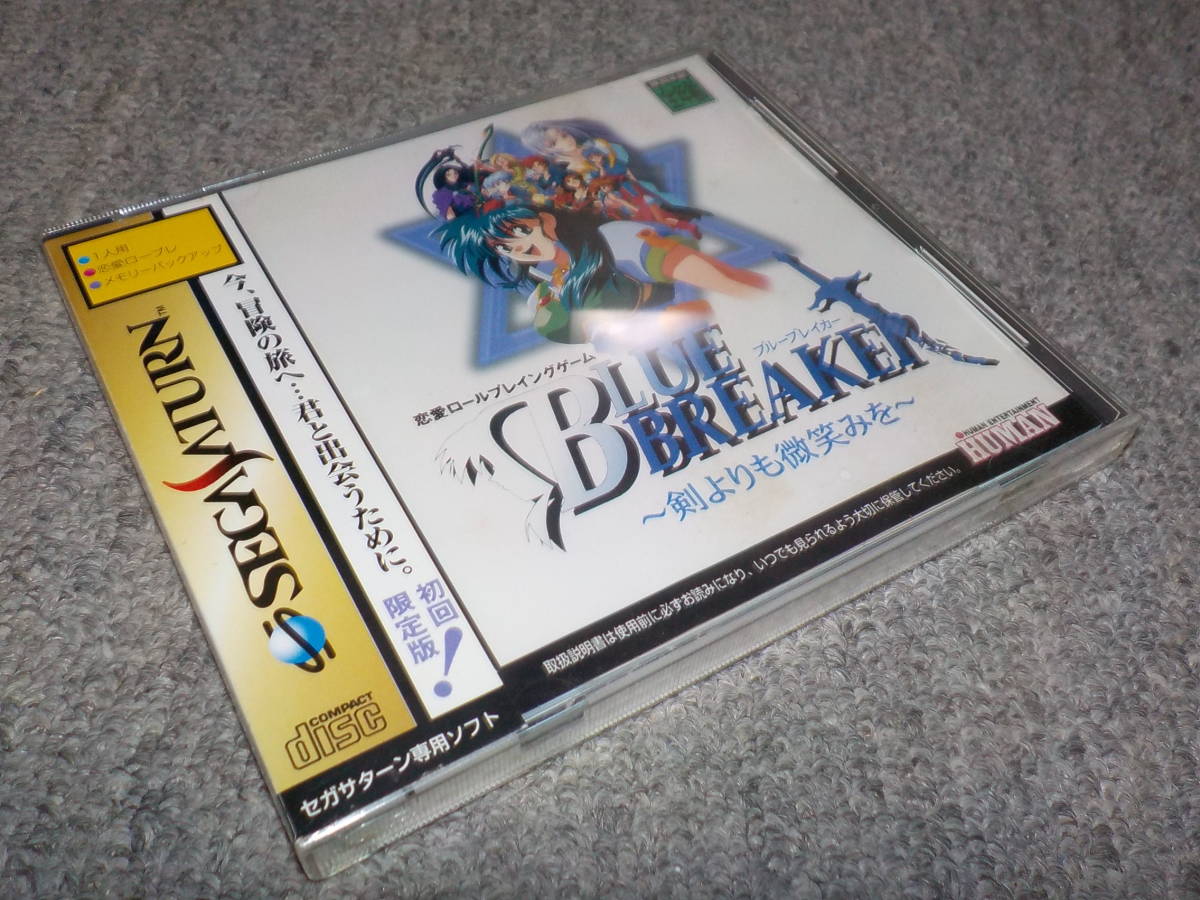 1人用
恋愛ロープレ
メモリーバックアップ
SEGA SATURN
TM
COMPACT
disc
セガサターン専用ソフト
今、冒険の旅へ…君と出会うために。
初回
限定版!
恋愛ロールプレイングゲーム
BLUE
ブルーブレイカー
BREAKER
B
~剣よりも微笑みを~
HUMAN ENTERTAINMENT
HUMAN
取扱説明書は使用前に必ずお読みになり、いつでも見られるよう大切に保管してください。